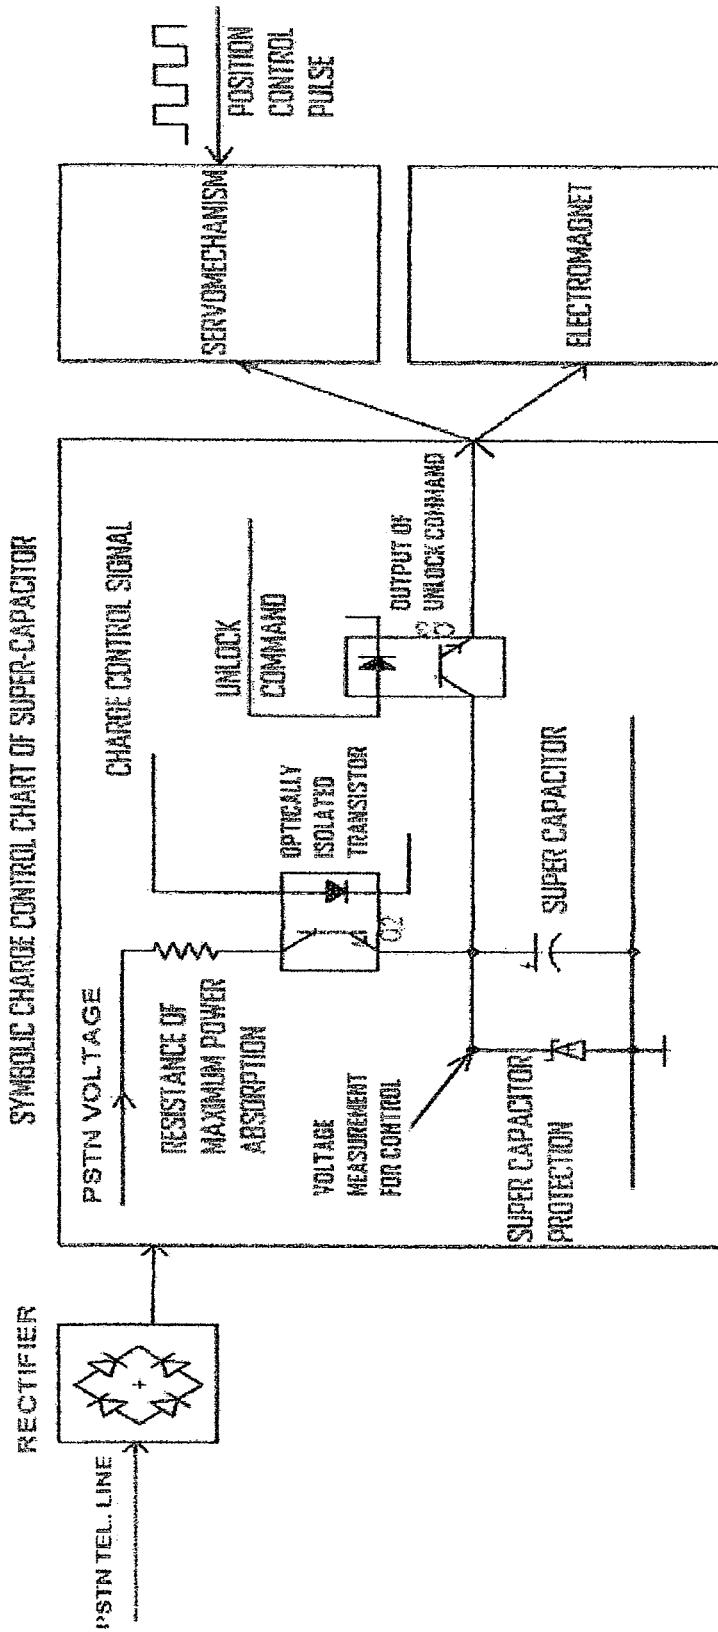 SYMBOLIC CHARGE CONTROL CHART OF SUPER-CAPACITOR
PSTN TEL. LINE
RECTIFIER
+
PSTN VOLTAGE
CHARGE CONTROL SIGNAL
RESISTANCE OF
MAXIMUM POWER
ABSORPTION
OPTICALLY
ISOLATED
TRANSISTOR
Q2
UNLOCK
COMMAND
OUTPUT OF
UNLOCK COMMAND
VOLTAGE
MEASUREMENT
FOR CONTROL
SUPER CAPACITOR
PROTECTION
+
SUPER CAPACITOR
SERVOMECHANISM
POSITION
CONTROL
PULSE
ELECTROMAGNET